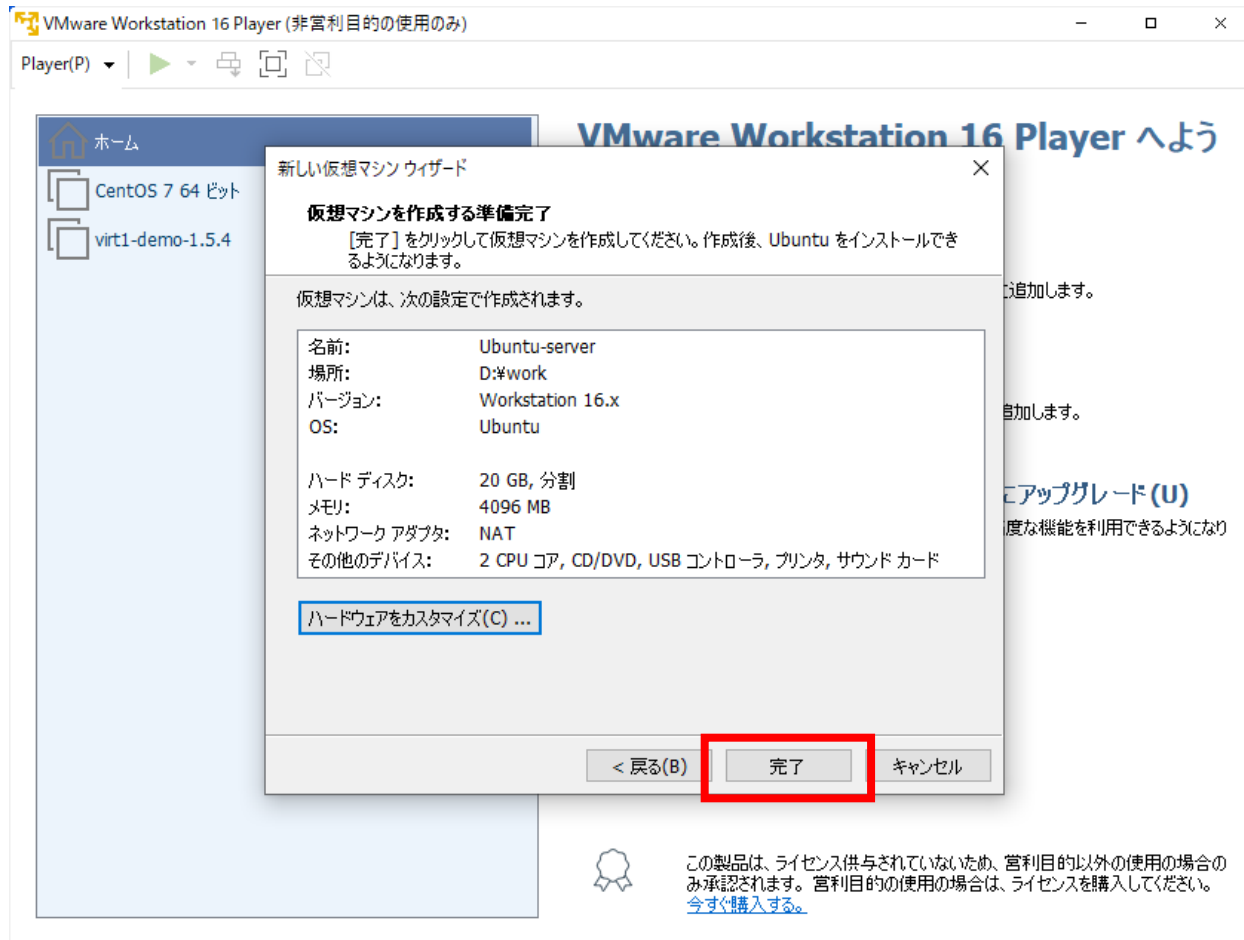 VMware Workstation 16 Player (非営利目的の使用のみ)
Player(P)
ホーム
CentOS 7 64 ビット
virt1-demo-1.5.4
VMware Workstation 16 Player へよう
新しい仮想マシン ウィザード
仮想マシンを作成する準備完了
[完了] をクリックして仮想マシンを作成してください。作成後、Ubuntu をインストールでき
るようになります。
仮想マシンは、次の設定で作成されます。
名前: Ubuntu-server
場所: D:¥work
バージョン: Workstation 16.x
OS: Ubuntu
ハード ディスク: 20 GB, 分割
メモリ: 4096 MB
ネットワーク アダプタ: NAT
その他のデバイス: 2 CPU コア, CD/DVD, USB コントローラ, プリンタ, サウンド カード
ハードウェアをカスタマイズ(C) ...
< 戻る(B)
完了
キャンセル
追加します。
追加します。
にアップグレード(U)
度な機能を利用できるようになり
この製品は、ライセンス供与されていないため、営利目的以外の使用の場合の
み承認されます。営利目的の使用の場合は、ライセンスを購入してください。
今すぐ購入する。